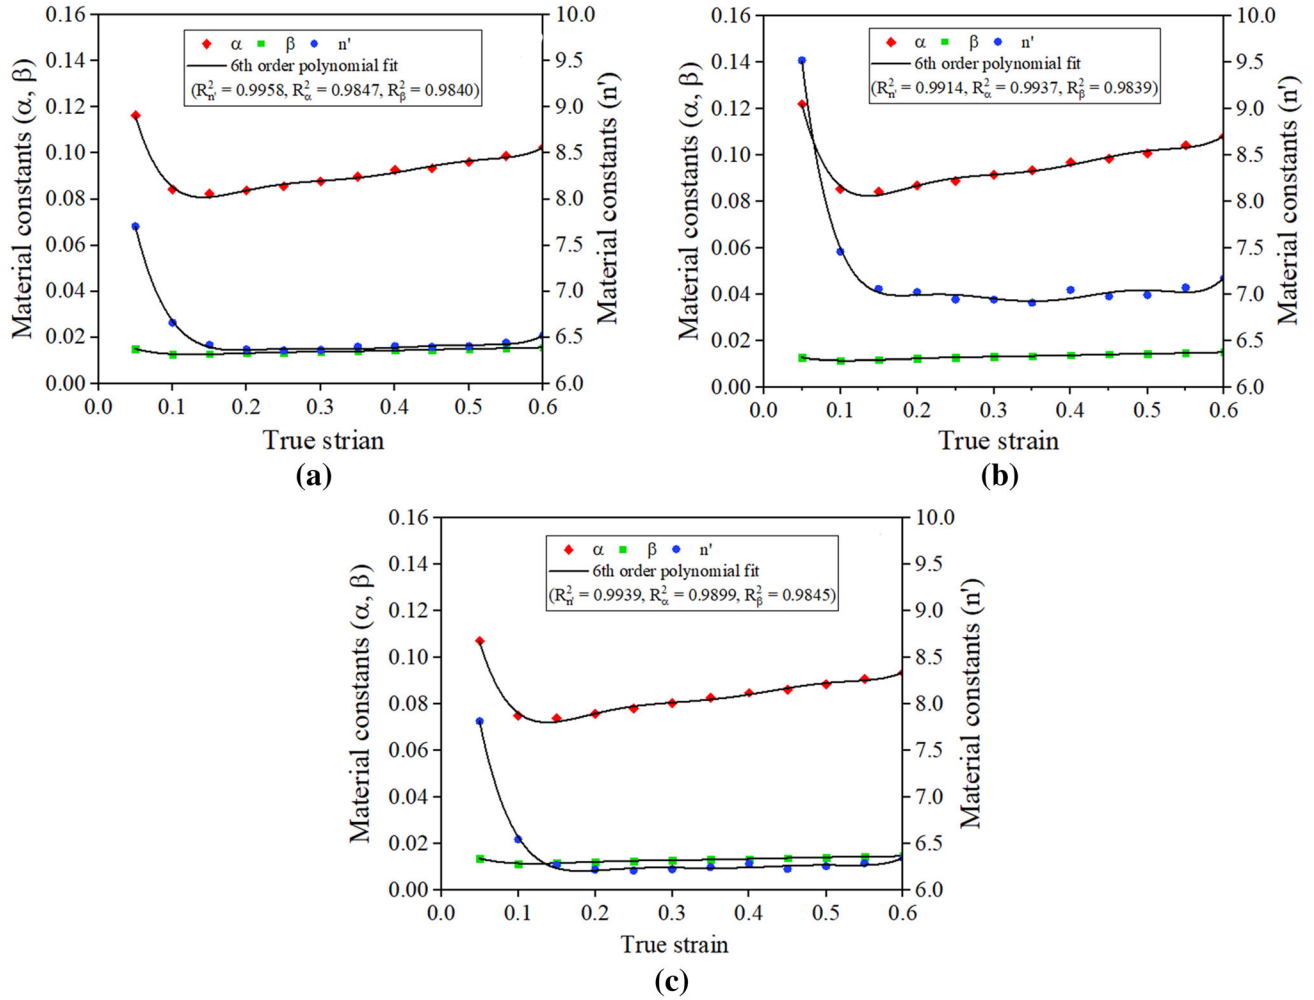 Material constants (α, β)
0.16
0.14
0.12
0.10
0.08
0.06
0.04
0.02
0.00
α β n'
6th order polynomial fit
(R²n' = 0.9958, R²α = 0.9847, R²β = 0.9840)
10.0
9.5
9.0
8.5
8.0
7.5
7.0
6.5
6.0
Material constants (n')
0.0 0.1 0.2 0.3 0.4 0.5 0.6
True strian
(a)
Material constants (α, β)
0.16
0.14
0.12
0.10
0.08
0.06
0.04
0.02
0.00
α β n'
6th order polynomial fit
(R²n' = 0.9914, R²α = 0.9937, R²β = 0.9839)
10.0
9.5
9.0
8.5
8.0
7.5
7.0
6.5
6.0
Material constants (n')
0.0 0.1 0.2 0.3 0.4 0.5 0.6
True strain
(b)
Material constants (α, β)
0.16
0.14
0.12
0.10
0.08
0.06
0.04
0.02
0.00
α β n'
6th order polynomial fit
(R²n' = 0.9939, R²α = 0.9899, R²β = 0.9845)
10.0
9.5
9.0
8.5
8.0
7.5
7.0
6.5
6.0
Material constants (n')
0.0 0.1 0.2 0.3 0.4 0.5 0.6
True strain
(c)